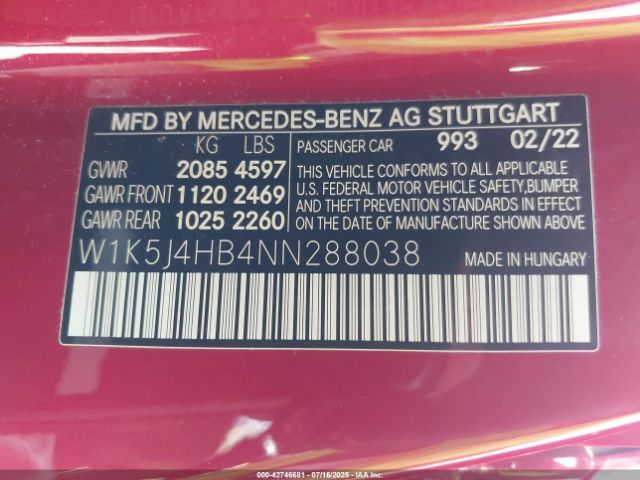 MFD BY MERCEDES-BENZ AG STUTTGART
KG LBS
PASSENGER CAR 993 02/22
GVWR 2085 4597
GAWR FRONT 1120 2469
GAWR REAR 1025 2260
THIS VEHICLE CONFORMS TO ALL APPLICABLE
U.S. FEDERAL MOTOR VEHICLE SAFETY,BUMPER
AND THEFT PREVENTION STANDARDS IN EFFECT
ON THE DATE OF MANUFACTURE SHOWN ABOVE.
W1K5J4HB4NN288038 MADE IN HUNGARY
000-42746681 07/16/2025 IAAI.COM